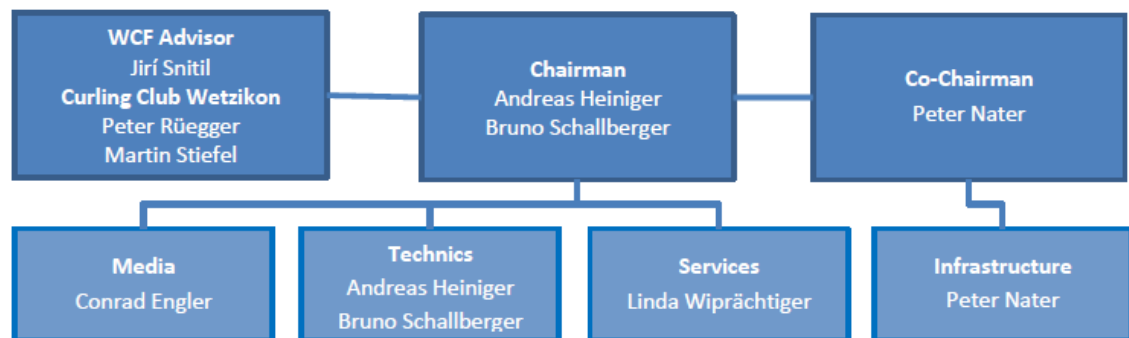 WCF Advisor
Jirí Snitil
Curling Club Wetzikon
Peter Rüegger
Martin Stiefel
Chairman
Andreas Heiniger
Bruno Schallberger
Co-Chairman
Peter Nater
Media
Conrad Engler
Technics
Andreas Heiniger
Bruno Schallberger
Services
Linda Wiprächtiger
Infrastructure
Peter Nater